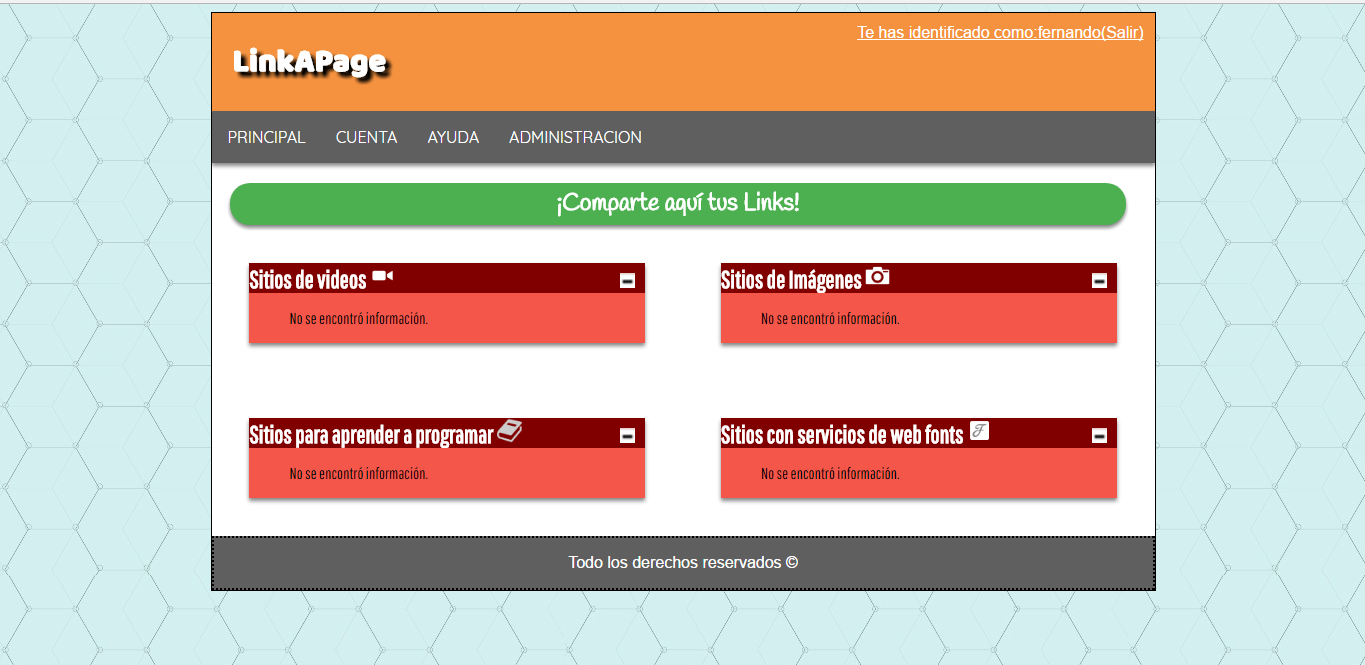 Te has identificado como:fernando(Salir)
LinkAPage
PRINCIPAL CUENTA AYUDA ADMINISTRACION
¡Comparte aquí tus Links!
Sitios de videos
No se encontró información.
Sitios de Imágenes
No se encontró información.
Sitios para aprender a programar
No se encontró información.
Sitios con servicios de web fonts
No se encontró información.
Todo los derechos reservados ©